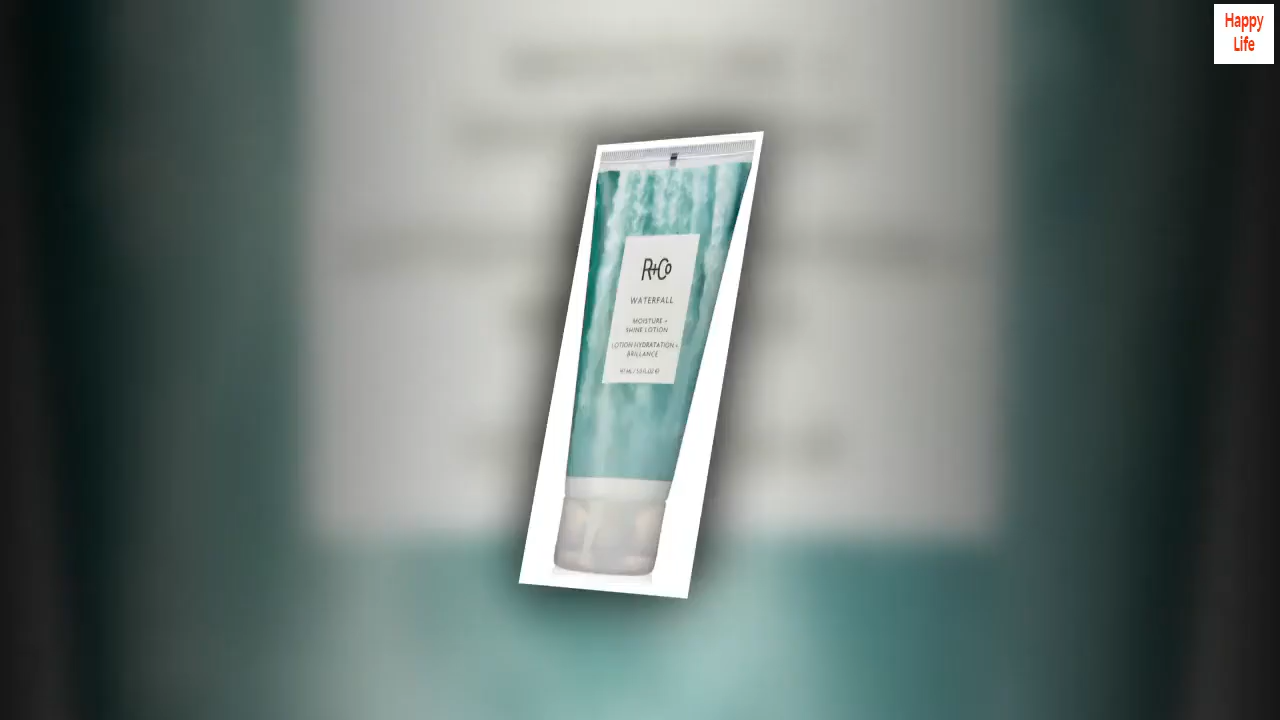 Happy
Life
R+Co
WATERFALL
MOISTURE +
SHINE LOTION
LOTION HYDRATATION +
BRILLANCE